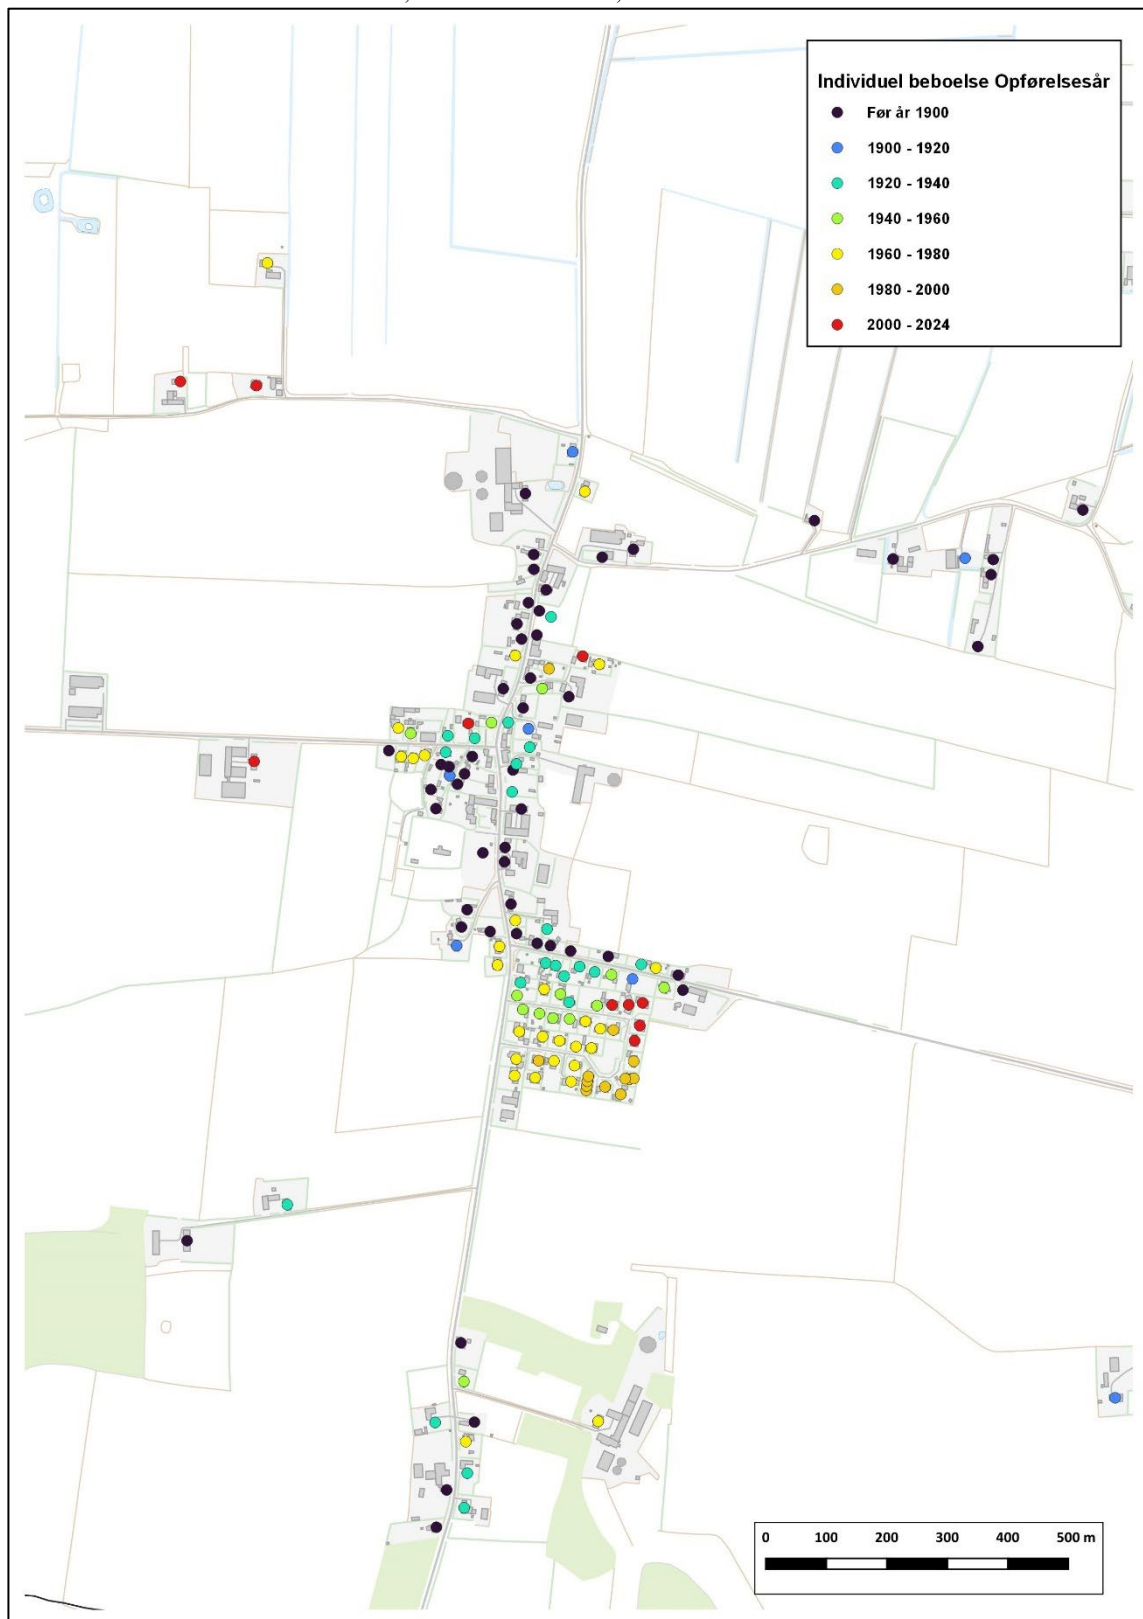 Individuel beboelse Opførelsesår
Før år 1900
1900 - 1920
1920 - 1940
1940 - 1960
1960 - 1980
1980 - 2000
2000 - 2024
0 100 200 300 400 500 m